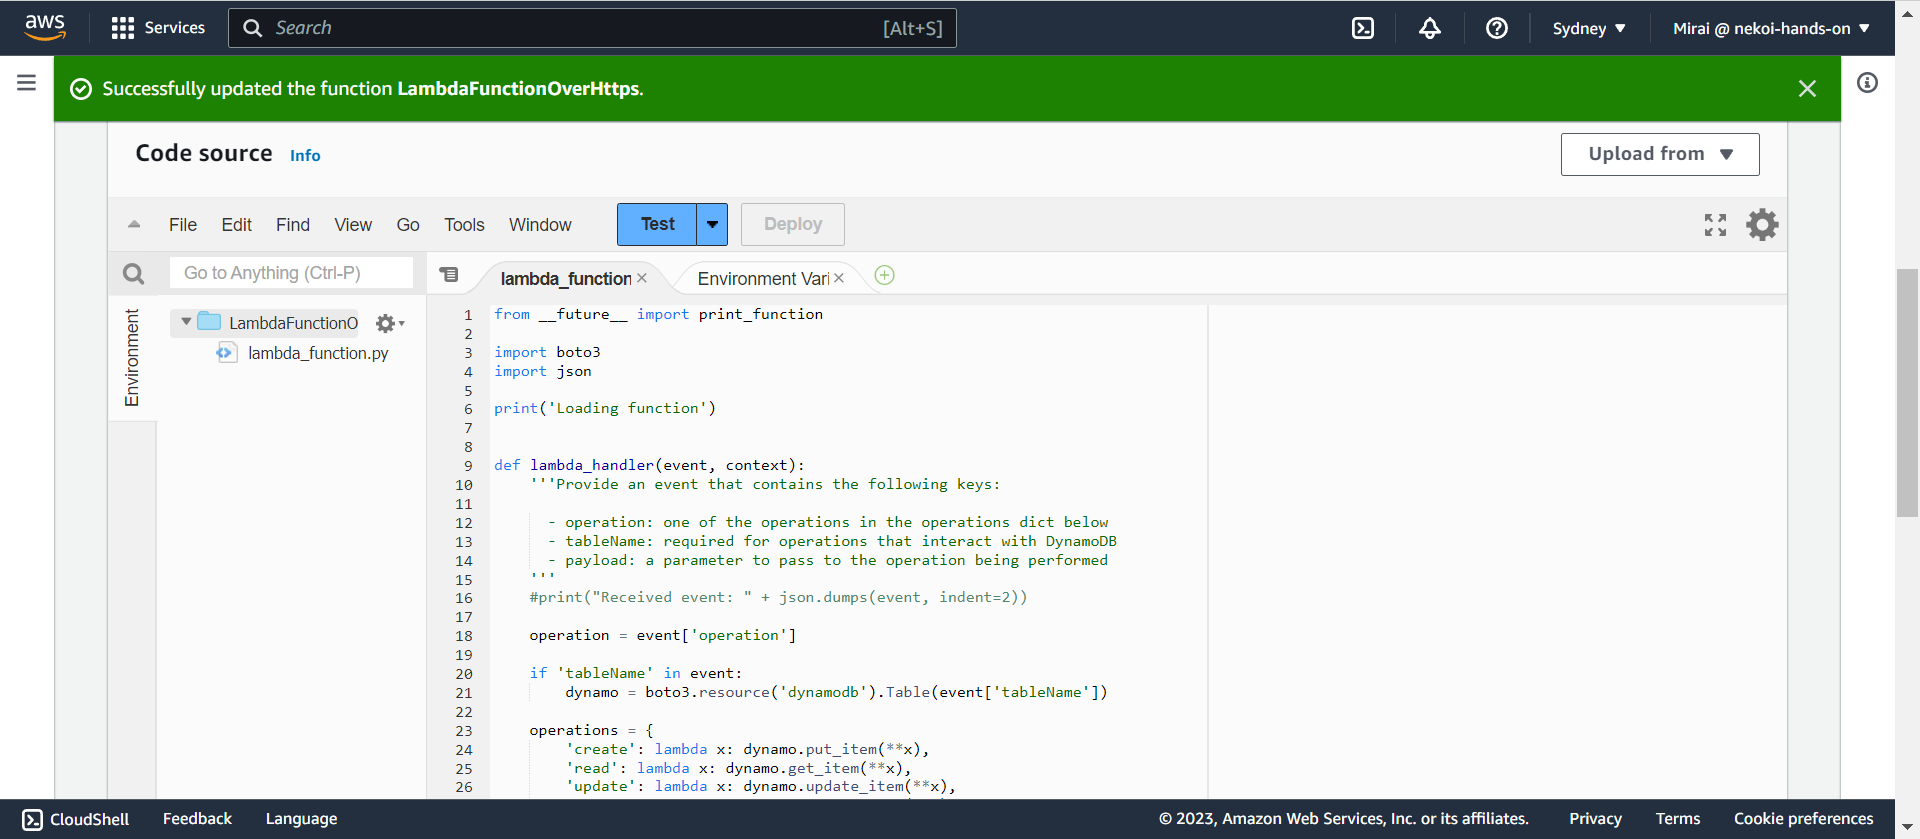 aws Services Search [Alt+S] Sydney Mirai @ nekoi-hands-on
Successfully updated the function LambdaFunctionOverHttps.
Code source Info Upload from
File Edit Find View Go Tools Window Test Deploy
Go to Anything (Ctrl-P) lambda_function Environment Vari
Environment
LambdaFunctionO
lambda_function.py
1 from __future__ import print_function
2
3 import boto3
4 import json
5
6 print('Loading function')
7
8
9 def lambda_handler(event, context):
10 '''Provide an event that contains the following keys:
11
12 - operation: one of the operations in the operations dict below
13 - tableName: required for operations that interact with DynamoDB
14 - payload: a parameter to pass to the operation being performed
15 '''
16 #print("Received event: " + json.dumps(event, indent=2))
17
18 operation = event['operation']
19
20 if 'tableName' in event:
21 dynamo = boto3.resource('dynamodb').Table(event['tableName'])
22
23 operations = {
24 'create': lambda x: dynamo.put_item(**x),
25 'read': lambda x: dynamo.get_item(**x),
26 'update': lambda x: dynamo.update_item(**x),
CloudShell Feedback Language © 2023, Amazon Web Services, Inc. or its affiliates. Privacy Terms Cookie preferences